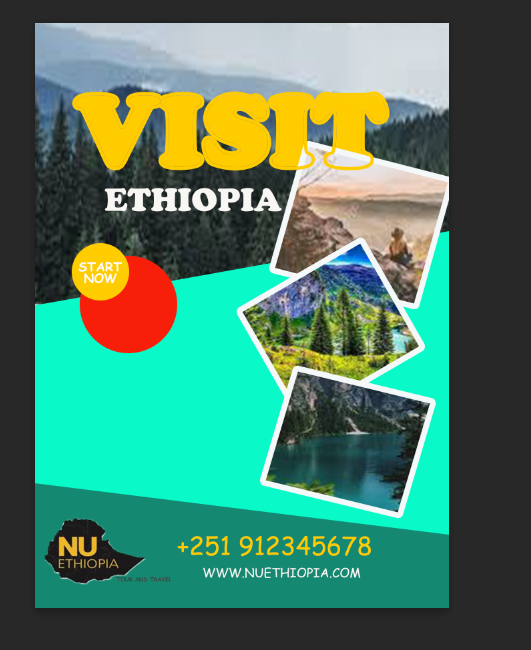 VISIT
ETHIOPIA
START
NOW
NU
ETHIOPIA
TOUR AND TRAVEL
+251 912345678
WWW.NUETHIOPIA.COM